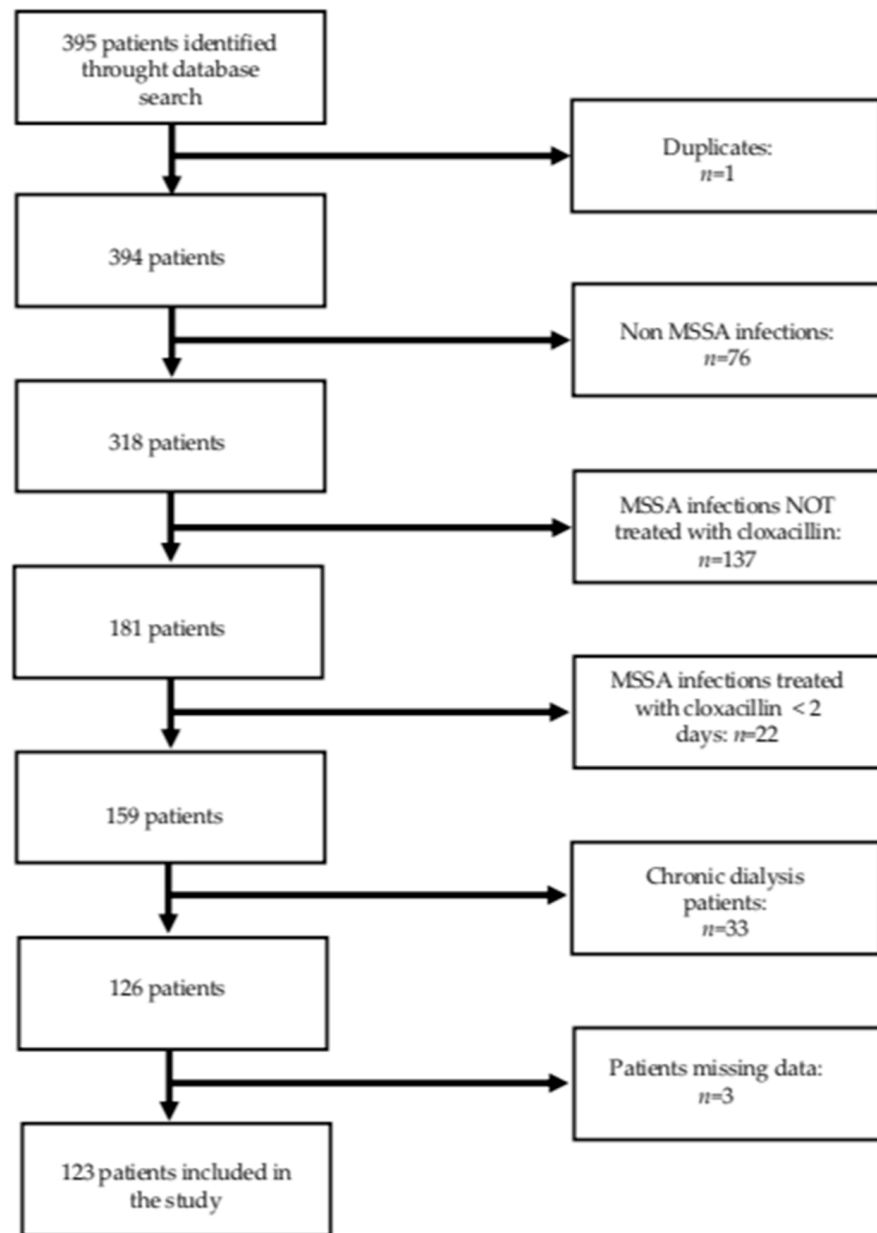 395 patients identified
throught database
search
Duplicates:
n=1
394 patients
Non MSSA infections:
n=76
318 patients
MSSA infections NOT
treated with cloxacillin:
n=137
181 patients
MSSA infections treated
with cloxacillin < 2
days: n=22
159 patients
Chronic dialysis
patients:
n=33
126 patients
Patients missing data:
n=3
123 patients included in
the study